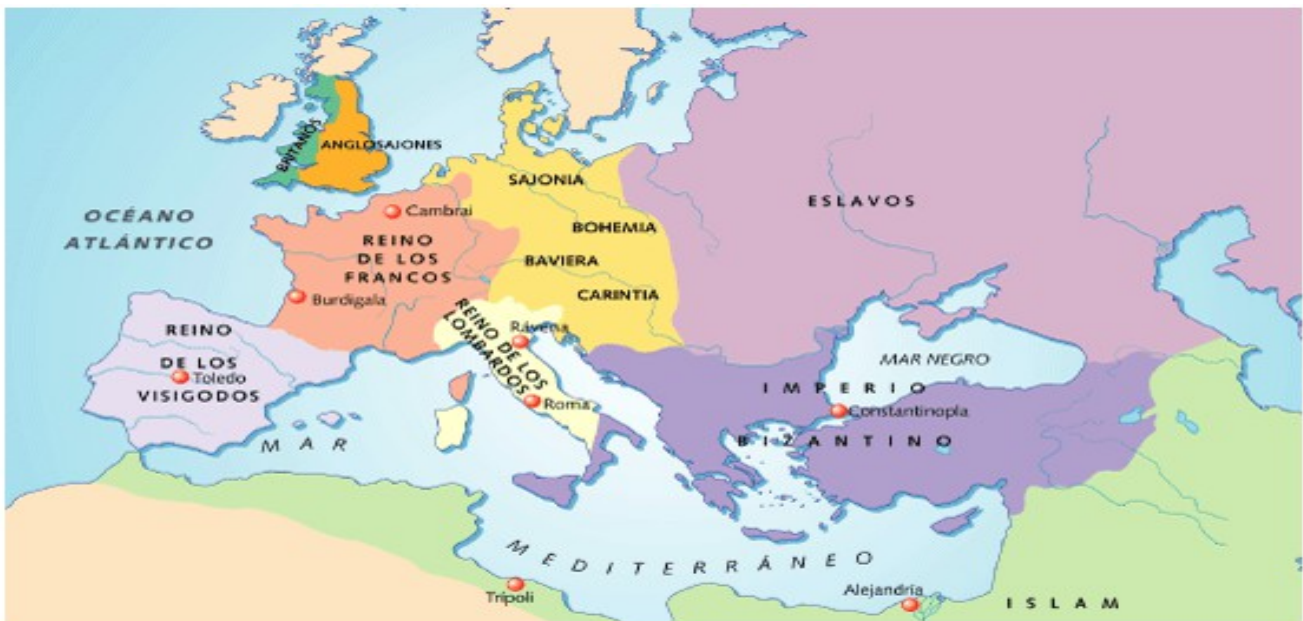 BRITANOS
ANGLOSAJONES
SAJONIA
ESLAVOS
OCÉANO
ATLÁNTICO
Cambrai
BOHEMIA
REINO
DE LOS
FRANCOS
BAVIERA
CARINTIA
Burdigala
REINO DE LOS
LOMBARDOS
Rávena
REINO
DE LOS
Toledo
VISIGODOS
MAR NEGRO
IMPERIO
Roma
Constantinopla
BIZANTINO
MAR
MEDITERRÁNEO
Trípoli
Alejandría
ISLAM